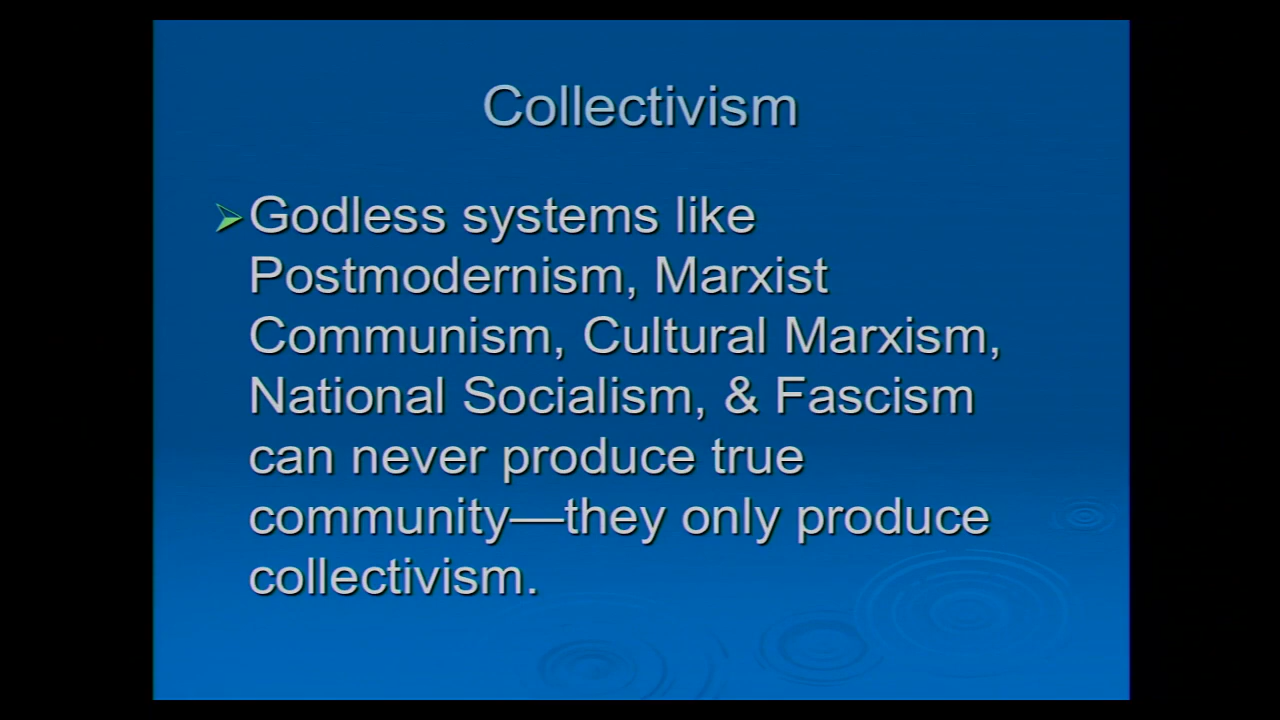 Collectivism
Godless systems like
Postmodernism, Marxist
Communism, Cultural Marxism,
National Socialism, & Fascism
can never produce true
community—they only produce
collectivism.